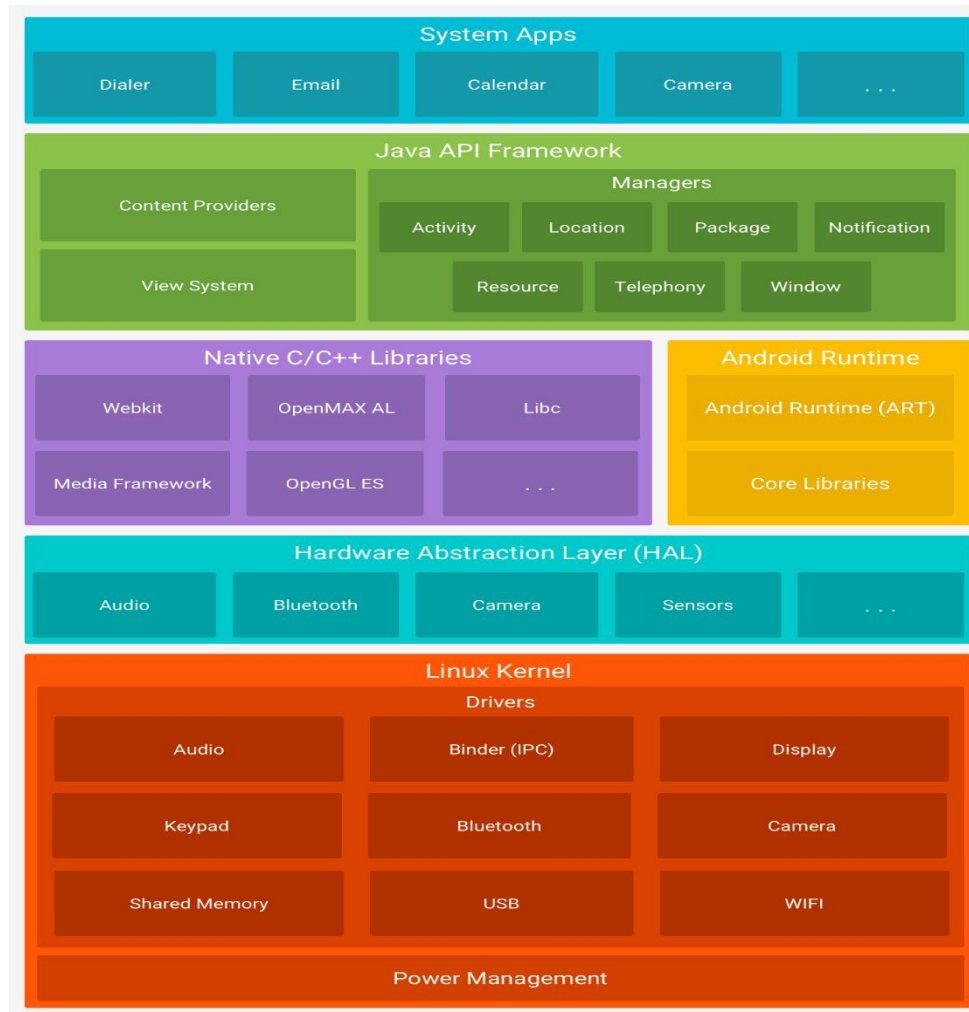 System Apps
Dialer
Email
Calendar
Camera
. . .
Java API Framework
Content Providers
View System
Managers
Activity
Location
Package
Notification
Resource
Telephony
Window
Native C/C++ Libraries
Webkit
OpenMAX AL
Libc
Media Framework
OpenGL ES
. . .
Android Runtime
Android Runtime (ART)
Core Libraries
Hardware Abstraction Layer (HAL)
Audio
Bluetooth
Camera
Sensors
. . .
Linux Kernel
Drivers
Audio
Binder (IPC)
Display
Keypad
Bluetooth
Camera
Shared Memory
USB
WIFI
Power Management